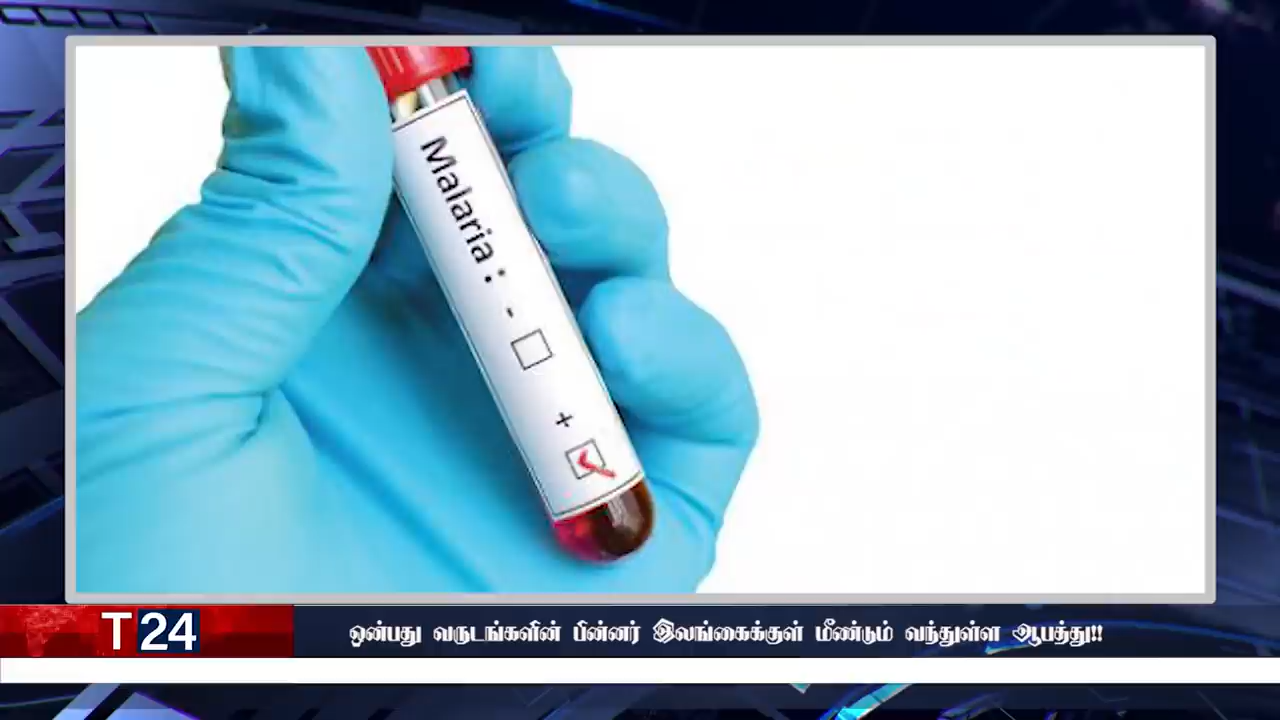 Malaria :
-
+
T24
ஒன்பது வருடங்களின் பின்னர் இலங்கைக்குள் மீண்டும் வந்துள்ள ஆபத்து!!